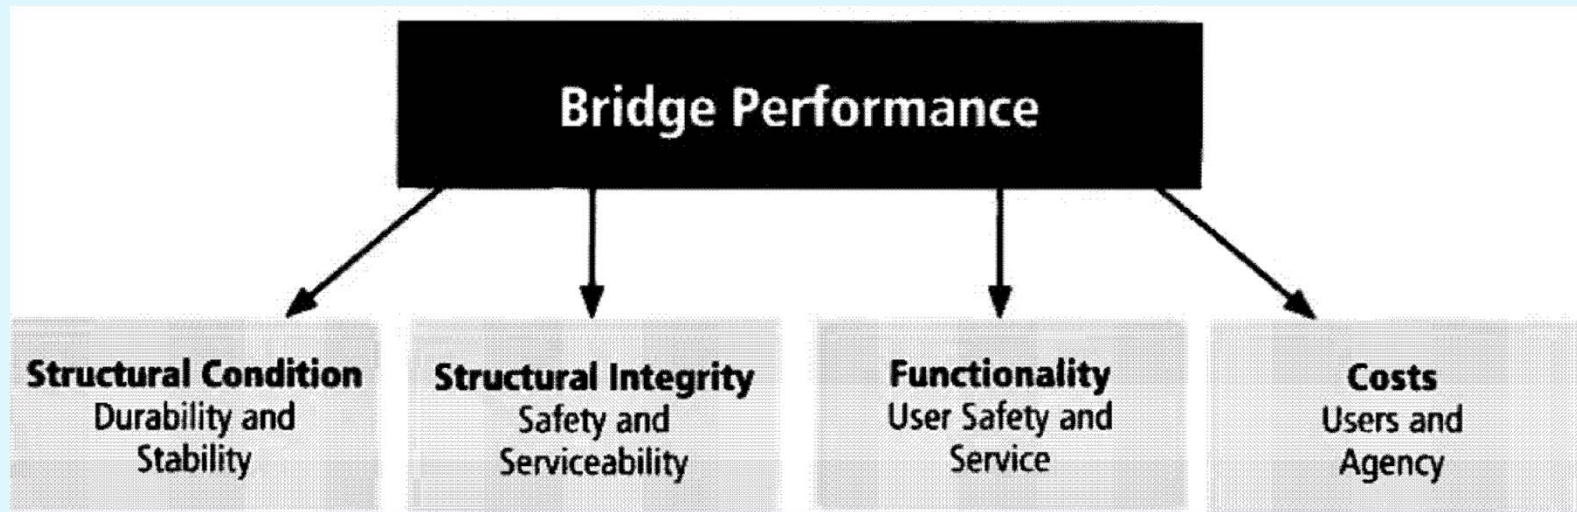 Bridge Performance
Structural Condition
Durability and
Stability
Structural Integrity
Safety and
Serviceability
Functionality
User Safety and
Service
Costs
Users and
Agency